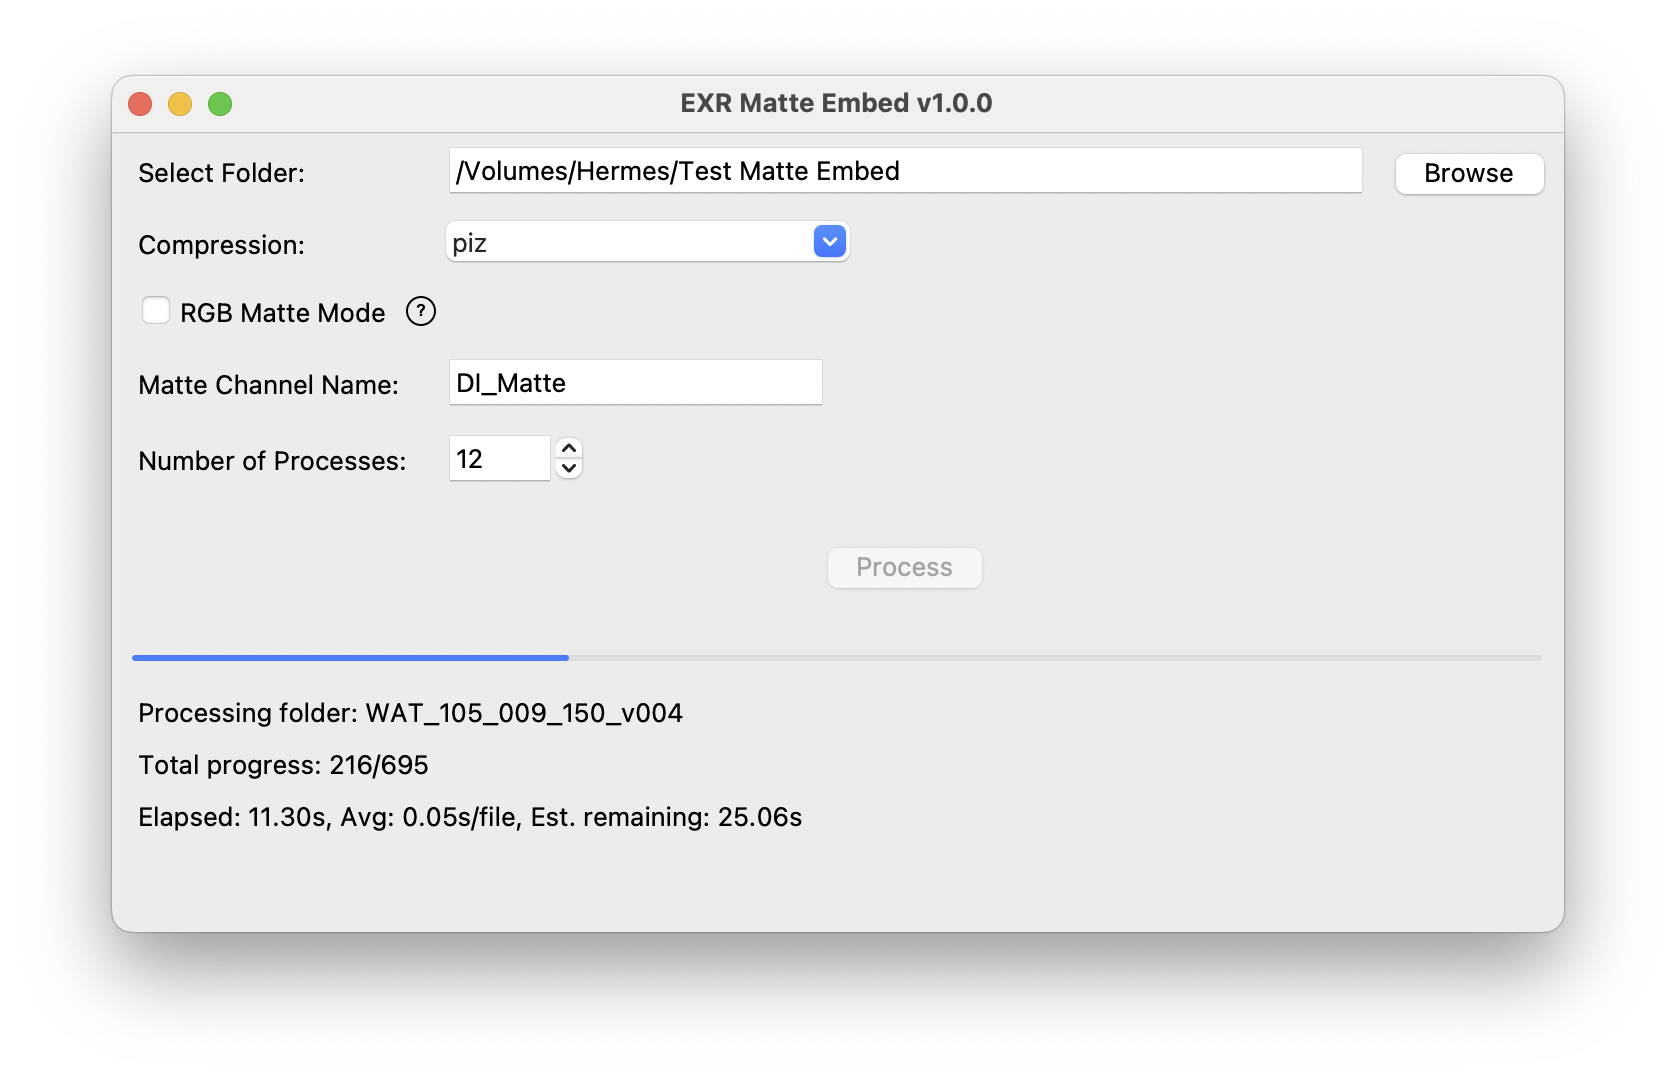 EXR Matte Embed v1.0.0
Select Folder: /Volumes/Hermes/Test Matte Embed Browse
Compression: piz
RGB Matte Mode ?
Matte Channel Name: DI_Matte
Number of Processes: 12
Process
Processing folder: WAT_105_009_150_v004
Total progress: 216/695
Elapsed: 11.30s, Avg: 0.05s/file, Est. remaining: 25.06s